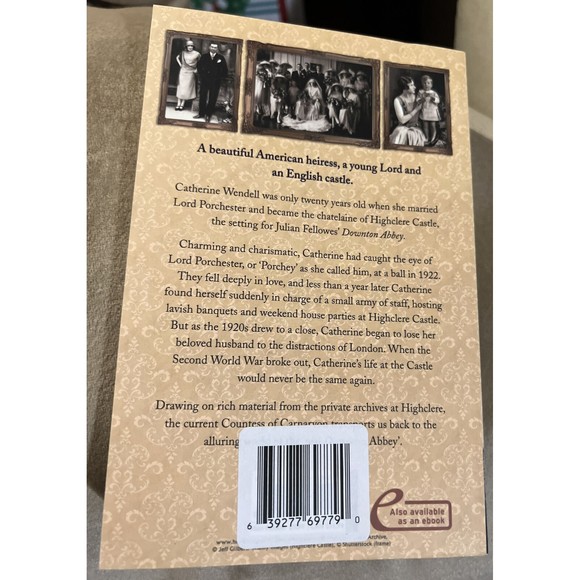 A beautiful American heiress, a young Lord and
an English castle.
Catherine Wendell was only twenty years old when she married
Lord Porchester and became the chatelaine of Highclere Castle,
the setting for Julian Fellowes' Downton Abbey.
Charming and charismatic, Catherine had caught the eye of
Lord Porchester, or 'Porchey' as she called him, at a ball in 1922.
They fell deeply in love, and less than a year later Catherine
found herself suddenly in charge of a small army of staff, hosting
lavish banquets and weekend house parties at Highclere Castle.
But as the 1920s drew to a close, Catherine began to lose her
beloved husband to the distractions of London. When the
Second World War broke out, Catherine's life at the Castle
would never be the same again.
Drawing on rich material from the private archives at Highclere,
the current Countess of Carnarvon transports us back to the
alluring Abbey'.
e
Also available
as an ebook
6 39277 69779 0
Archive,
© Jeff Images (Highclere Castle), © Shutterstock (frame)